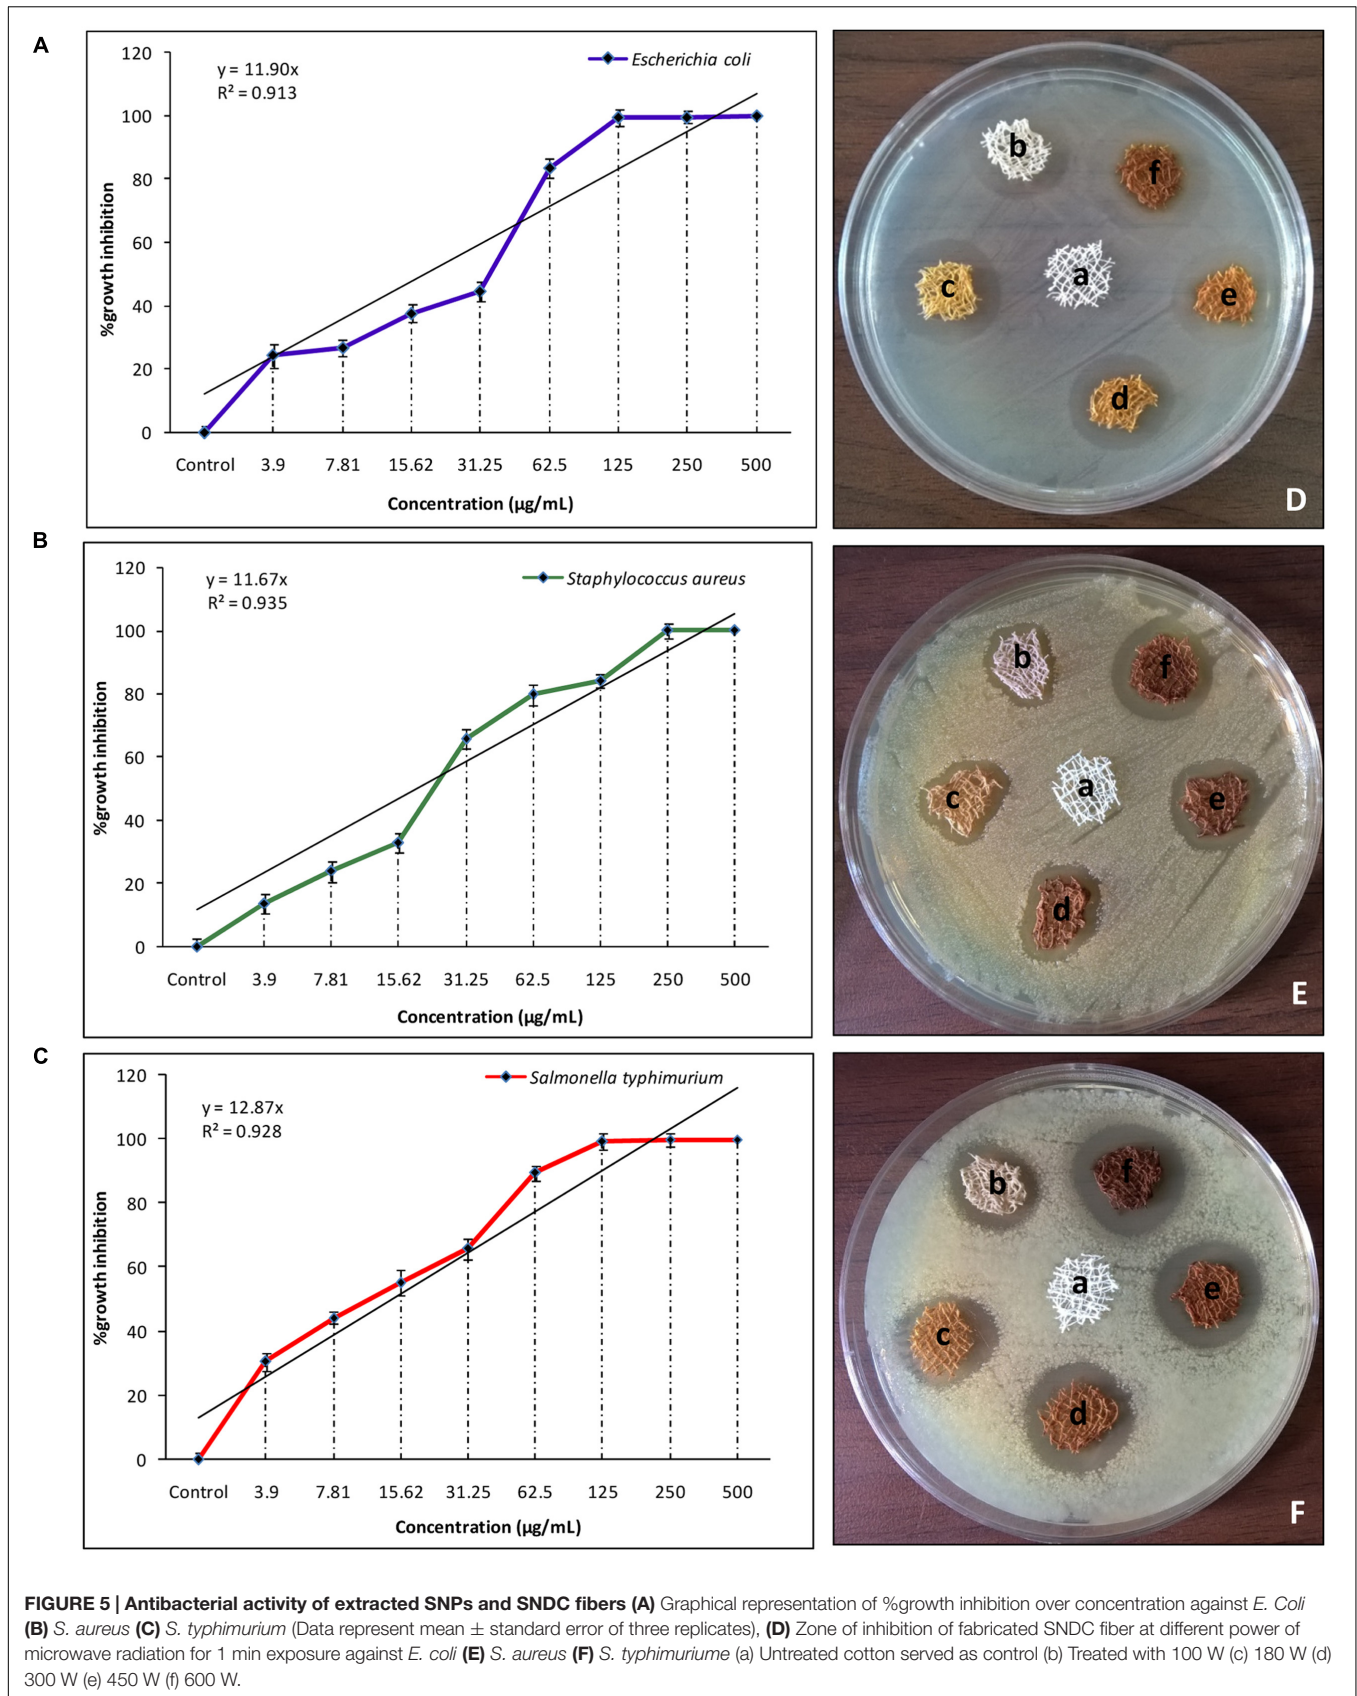 A
y = 11.90x
R² = 0.913
Escherichia coli
120
100
80
60
40
20
0
%growth inhibition
Control 3.9 7.81 15.62 31.25 62.5 125 250 500
Concentration (µg/mL)
b
f
a
c
e
d
D
B
y = 11.67x
R² = 0.935
Staphylococcus aureus
120
100
80
60
40
20
0
%growth inhibition
Control 3.9 7.81 15.62 31.25 62.5 125 250 500
Concentration (µg/mL)
b
f
a
c
e
d
E
C
y = 12.87x
R² = 0.928
Salmonella typhimurium
120
100
80
60
40
20
0
%growth inhibition
Control 3.9 7.81 15.62 31.25 62.5 125 250 500
Concentration (µg/mL)
b
f
a
e
c
d
F
FIGURE 5 | Antibacterial activity of extracted SNPs and SNDC fibers (A) Graphical representation of %growth inhibition over concentration against E. Coli
(B) S. aureus (C) S. typhimurium (Data represent mean ± standard error of three replicates), (D) Zone of inhibition of fabricated SNDC fiber at different power of
microwave radiation for 1 min exposure against E. coli (E) S. aureus (F) S. typhimuriume (a) Untreated cotton served as control (b) Treated with 100 W (c) 180 W (d)
300 W (e) 450 W (f) 600 W.